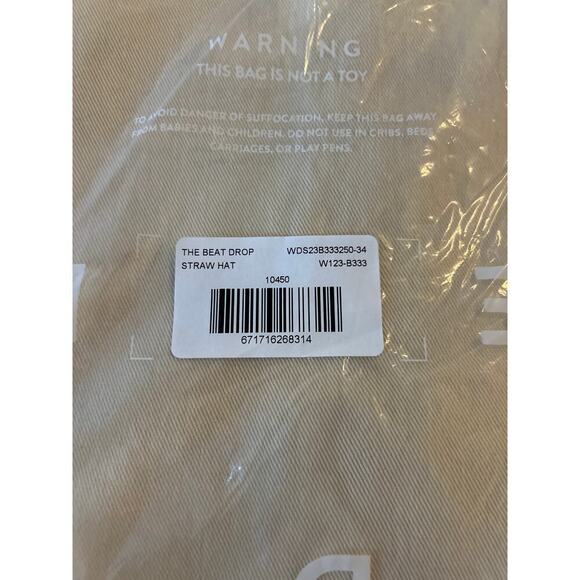 WARNING
THIS BAG IS NOT A TOY
TO AVOID DANGER OF SUFFOCATION, KEEP THIS BAG AWAY
FROM BABIES AND CHILDREN. DO NOT USE IN CRIBS, BEDS,
CARRIAGES, OR PLAY PENS.
THE BEAT DROP WDS23B333250-34
STRAW HAT W123-B333
10450
671716268314